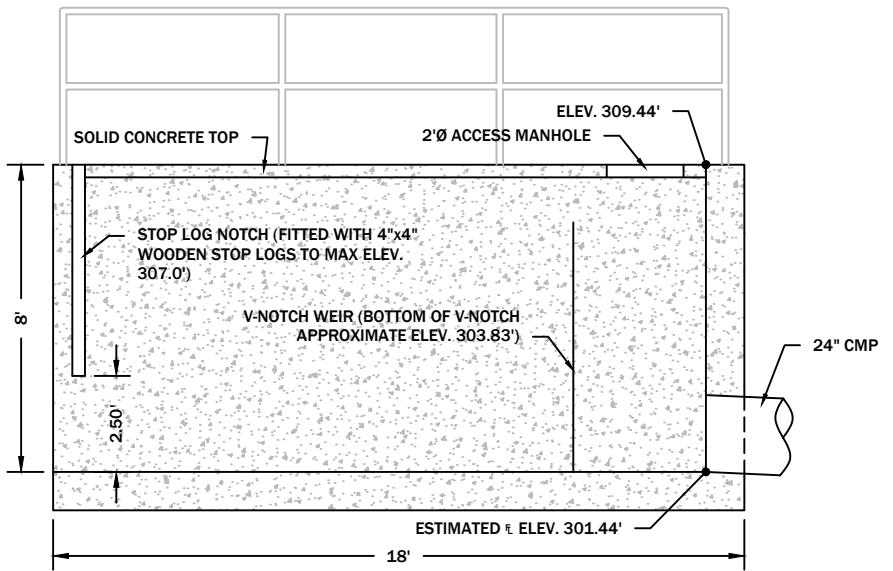 ELEV. 309.44'
SOLID CONCRETE TOP
2'Ø ACCESS MANHOLE
STOP LOG NOTCH (FITTED WITH 4"x4"
WOODEN STOP LOGS TO MAX ELEV.
307.0')
8'
V-NOTCH WEIR (BOTTOM OF V-NOTCH
APPROXIMATE ELEV. 303.83')
24" CMP
2.50'
ESTIMATED FL ELEV. 301.44'
18'